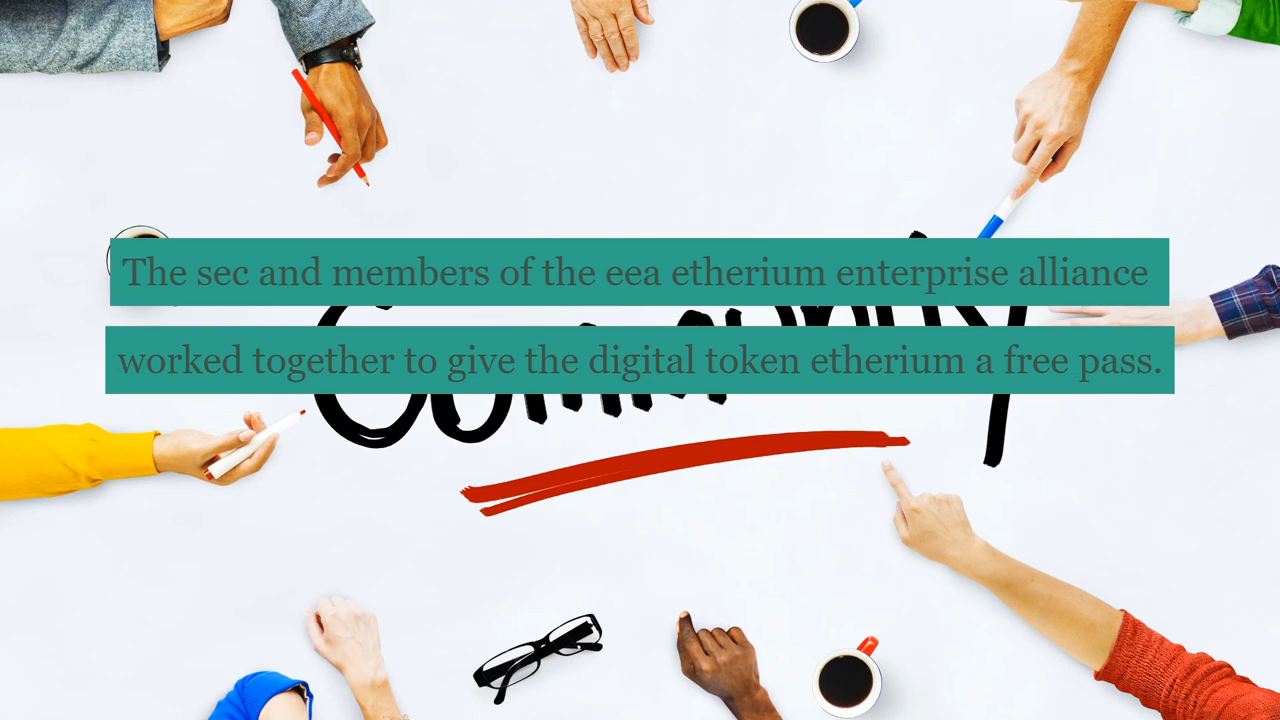 The sec and members of the eea etherium enterprise alliance
worked together to give the digital token etherium a free pass.
Community